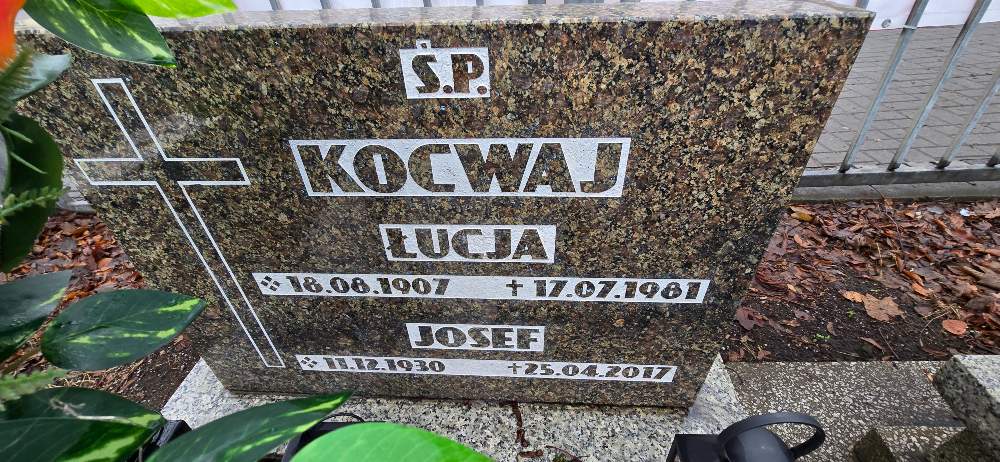 Ś.P.
KOCWAJ
ŁUCJA
18.08.1907 † 17.07.1981
JOSEF
11.12.1930 † 25.04.2017